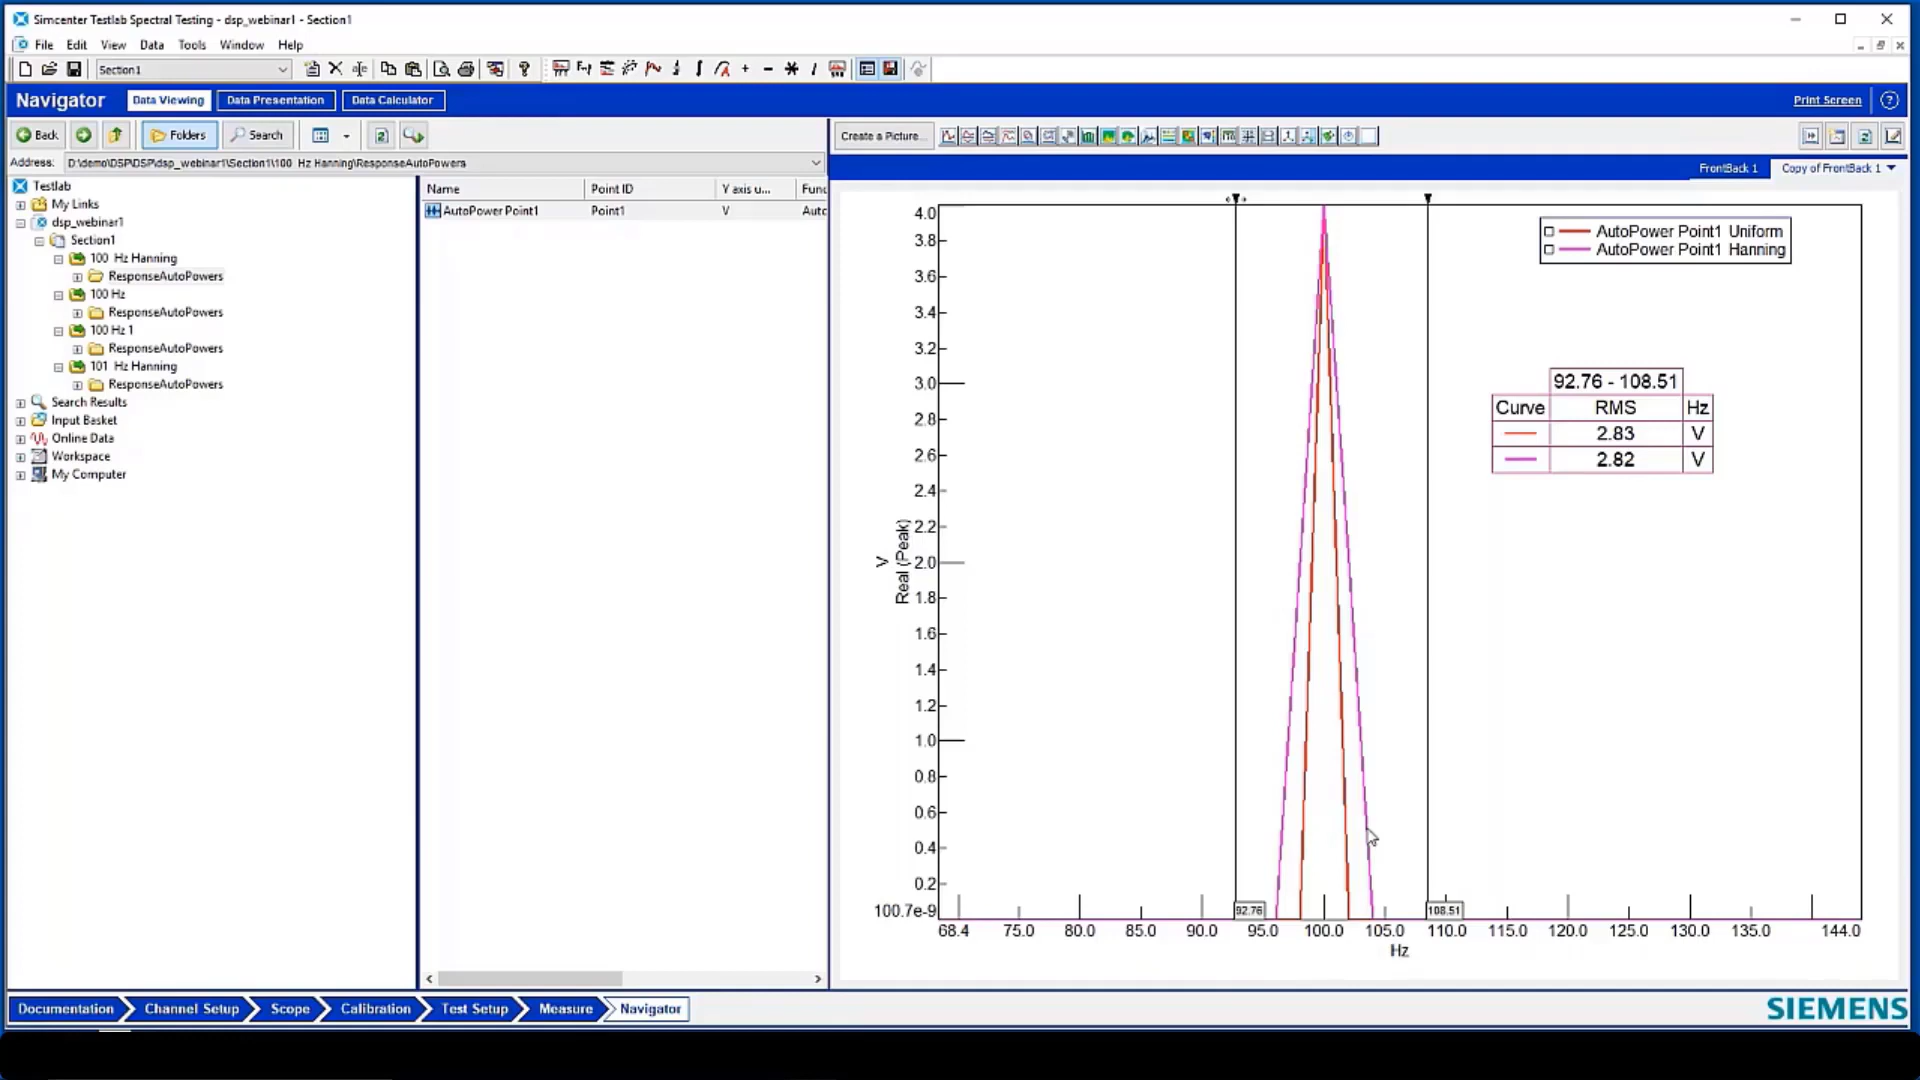 Simcenter Testlab Spectral Testing - dsp_webinar1 - Section1
File Edit View Data Tools Window Help
Section1
Navigator Data Viewing Data Presentation Data Calculator Print Screen
Back Folders Search Create a Picture...
Address: D:\demo\DSP\DSP\dsp_webinar1\Section1\100 Hz Hanning\ResponseAutoPowers
FrontBack 1 Copy of FrontBack 1
Testlab
My Links
dsp_webinar1
Section1
100 Hz Hanning
ResponseAutoPowers
100 Hz
ResponseAutoPowers
100 Hz 1
ResponseAutoPowers
101 Hz Hanning
ResponseAutoPowers
Search Results
Input Basket
Online Data
Workspace
My Computer
Name Point ID Y axis u... Func
AutoPower Point1 Point1 V Auto
4.0
3.8
3.6
3.4
3.2
3.0
2.8
2.6
2.4
2.2
2.0
1.8
1.6
1.4
1.2
1.0
0.8
0.6
0.4
0.2
100.7e-9
V
Real (Peak)
AutoPower Point1 Uniform
AutoPower Point1 Hanning
92.76 - 108.51
Curve RMS Hz
2.83 V
2.82 V
92.76 108.51
68.4 75.0 80.0 85.0 90.0 95.0 100.0 105.0 110.0 115.0 120.0 125.0 130.0 135.0 144.0
Hz
Documentation Channel Setup Scope Calibration Test Setup Measure Navigator
SIEMENS